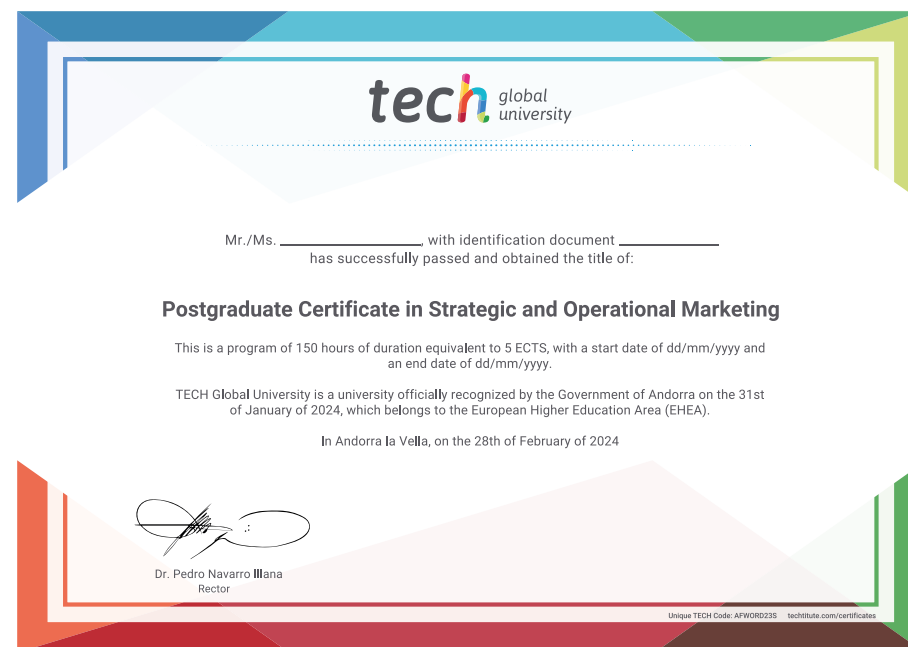 tech global university
Mr./Ms. ____________________, with identification document ______________
has successfully passed and obtained the title of:
Postgraduate Certificate in Strategic and Operational Marketing
This is a program of 150 hours of duration equivalent to 5 ECTS, with a start date of dd/mm/yyyy and
an end date of dd/mm/yyyy.
TECH Global University is a university officially recognized by the Government of Andorra on the 31st
of January of 2024, which belongs to the European Higher Education Area (EHEA).
In Andorra la Vella, on the 28th of February of 2024
Dr. Pedro Navarro Illana
Rector
Unique TECH Code: AFWORD23S techtitute.com/certificates